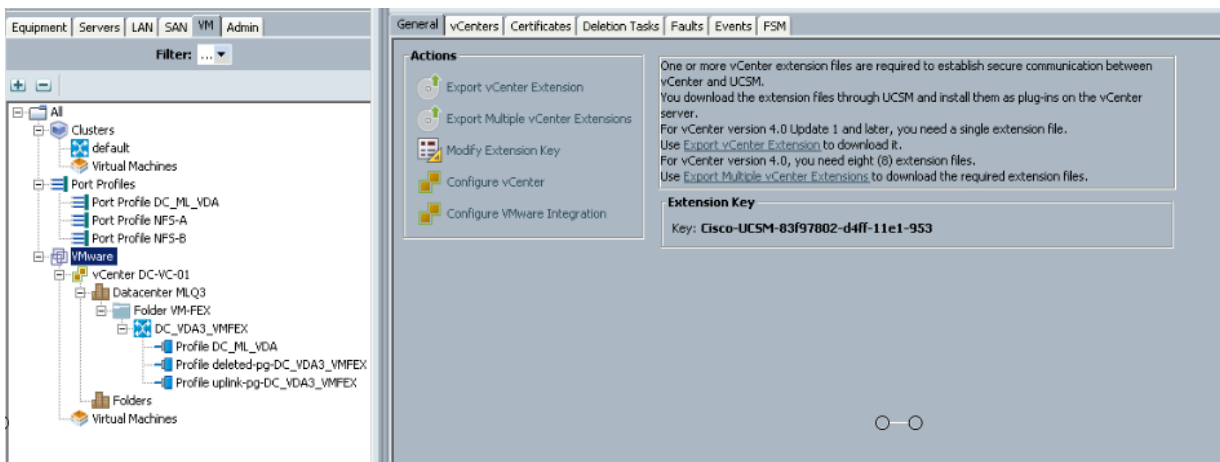 Equipment Servers LAN SAN VM Admin
Filter: ...
All
Clusters
default
Virtual Machines
Port Profiles
Port Profile DC_ML_VDA
Port Profile NFS-A
Port Profile NFS-B
VMware
vCenter DC-VC-01
Datacenter MLQ3
Folder VM-FEX
DC_VDA3_VMFEX
Profile DC_ML_VDA
Profile deleted-pg-DC_VDA3_VMFEX
Profile uplink-pg-DC_VDA3_VMFEX
Folders
Virtual Machines
General vCenters Certificates Deletion Tasks Faults Events FSM
Actions
Export vCenter Extension
Export Multiple vCenter Extensions
Modify Extension Key
Configure vCenter
Configure VMware Integration
One or more vCenter extension files are required to establish secure communication between
vCenter and UCSM.
You download the extension files through UCSM and install them as plug-ins on the vCenter
server.
For vCenter version 4.0 Update 1 and later, you need a single extension file.
Use Export vCenter Extension to download it.
For vCenter version 4.0, you need eight (8) extension files.
Use Export Multiple vCenter Extensions to download the required extension files.
Extension Key
Key: Cisco-UCSM-83f97802-d4ff-11e1-953